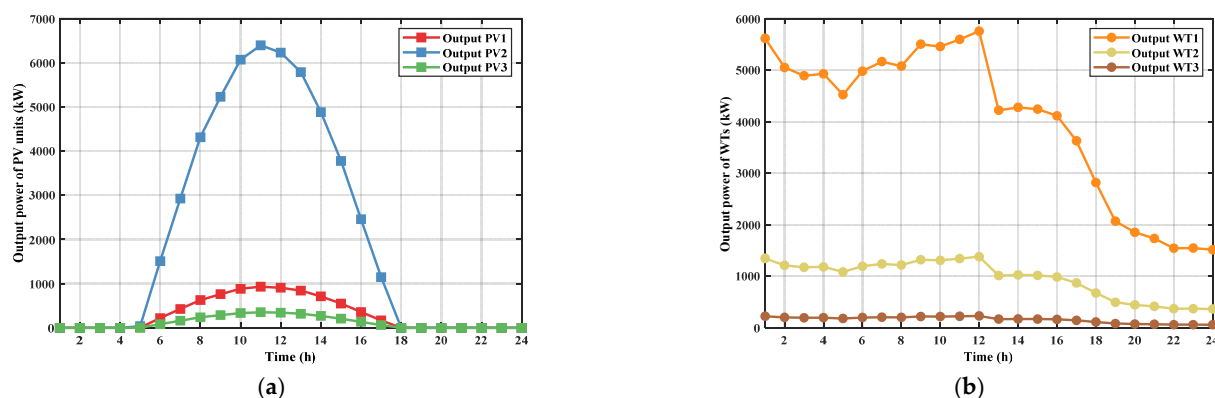 7000
6000
5000
4000
3000
2000
1000
0
Output power of PV units (kW)
Output PV1
Output PV2
Output PV3
2 4 6 8 10 12 14 16 18 20 22 24
Time (h)
(a)
6000
5000
4000
3000
2000
1000
0
Output power of WTs (kW)
Output WT1
Output WT2
Output WT3
2 4 6 8 10 12 14 16 18 20 22 24
Time (h)
(b)